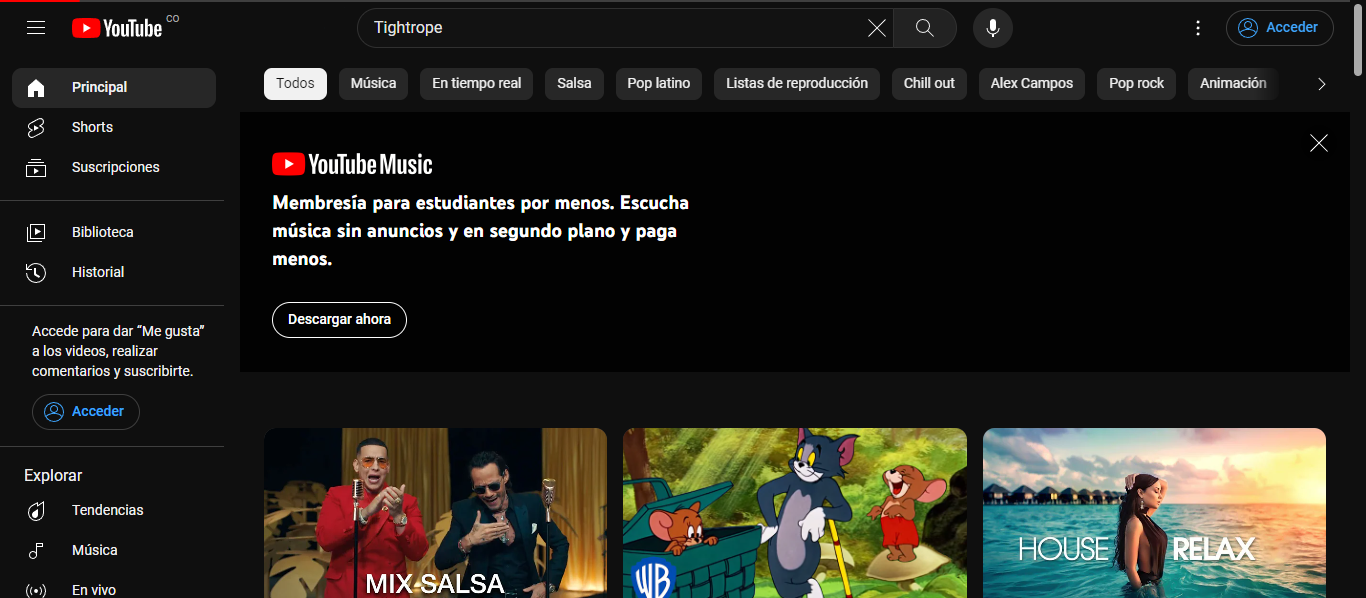 YouTube CO
Tightrope
Acceder
Principal
Shorts
Suscripciones
Biblioteca
Historial
Accede para dar “Me gusta”
a los videos, realizar
comentarios y suscribirte.
Acceder
Explorar
Tendencias
Música
En vivo
Todos
Música
En tiempo real
Salsa
Pop latino
Listas de reproducción
Chill out
Alex Campos
Pop rock
Animación
YouTube Music
Membresía para estudiantes por menos. Escucha
música sin anuncios y en segundo plano y paga
menos.
Descargar ahora
MIX-SALSA
WB
HOUSE RELAX